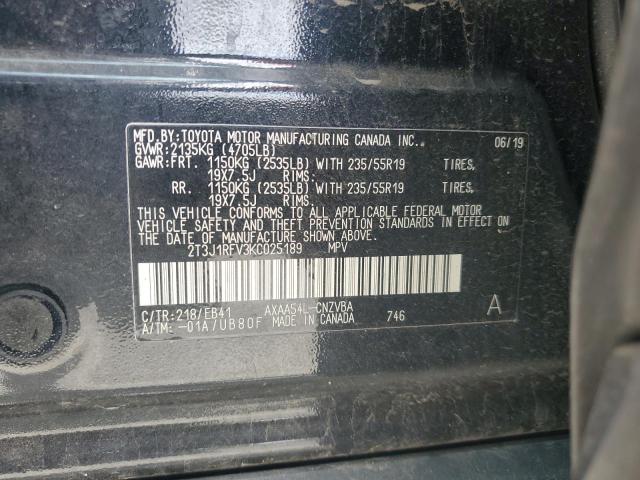 MFD.BY:TOYOTA MOTOR MANUFACTURING CANADA INC. 06/19
GVWR:2135KG (4705LB)
GAWR:FRT. 1150KG (2535LB) WITH 235/55R19 TIRES,
19X7.5J RIMS.
RR. 1150KG (2535LB) WITH 235/55R19 TIRES,
19X7.5J RIMS.
THIS VEHICLE CONFORMS TO ALL APPLICABLE FEDERAL MOTOR
VEHICLE SAFETY AND THEFT PREVENTION STANDARDS IN EFFECT ON
THE DATE OF MANUFACTURE SHOWN ABOVE.
2T3J1RFV3KC025189 MPV
C/TR:218/EB41 AXAA54L-CNZVBA A
A/TM:-01A/UB80F MADE IN CANADA 746